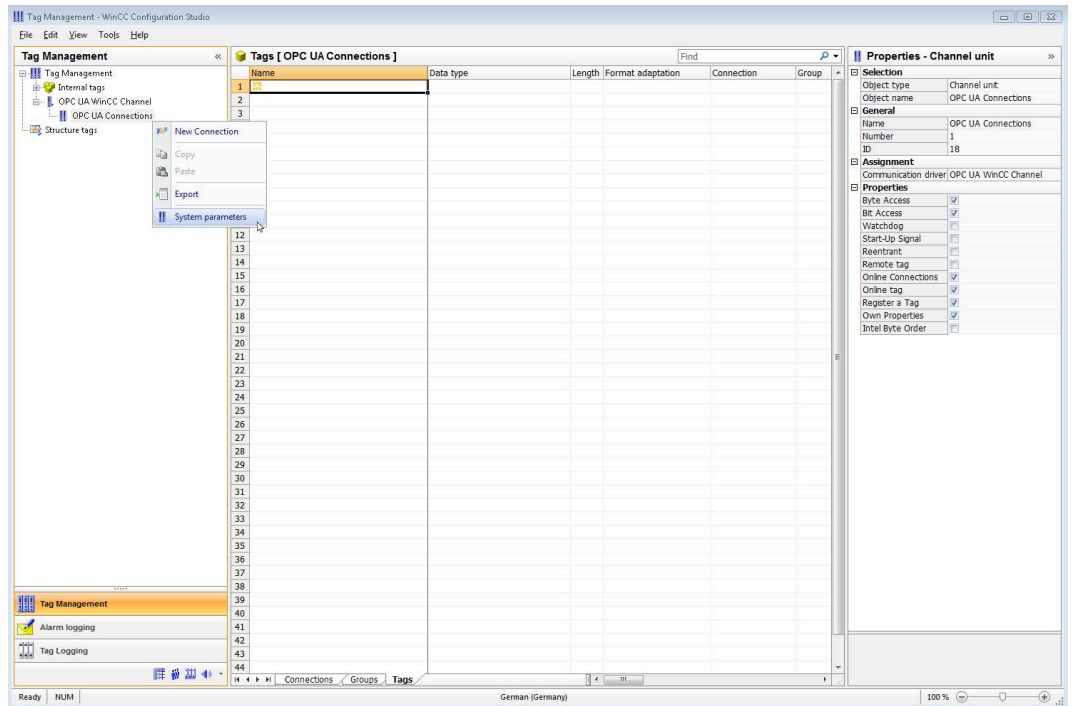 Tag Management - WinCC Configuration Studio
File Edit View Tools Help
Tag Management «
Tag Management
Internal tags
OPC UA WinCC Channel
OPC UA Connections
Structure tags
New Connection
Copy
Paste
Export
System parameters
Tag Management
Alarm logging
Tag Logging
Tags [ OPC UA Connections ] Find
Name Data type Length Format adaptation Connection Group
1
2
3
12
13
14
15
16
17
18
19
20
21
22
23
24
25
26
27
28
29
30
31
32
33
34
35
36
37
38
39
40
41
42
43
44
Connections Groups Tags
Properties - Channel unit »
Selection
Object type Channel unit
Object name OPC UA Connections
General
Name OPC UA Connections
Number 1
ID 18
Assignment
Communication driver OPC UA WinCC Channel
Properties
Byte Access
Bit Access
Watchdog
Start-Up Signal
Reentrant
Remote tag
Online Connections
Online tag
Register a Tag
Own Properties
Intel Byte Order
Ready NUM German (Germany) 100 %